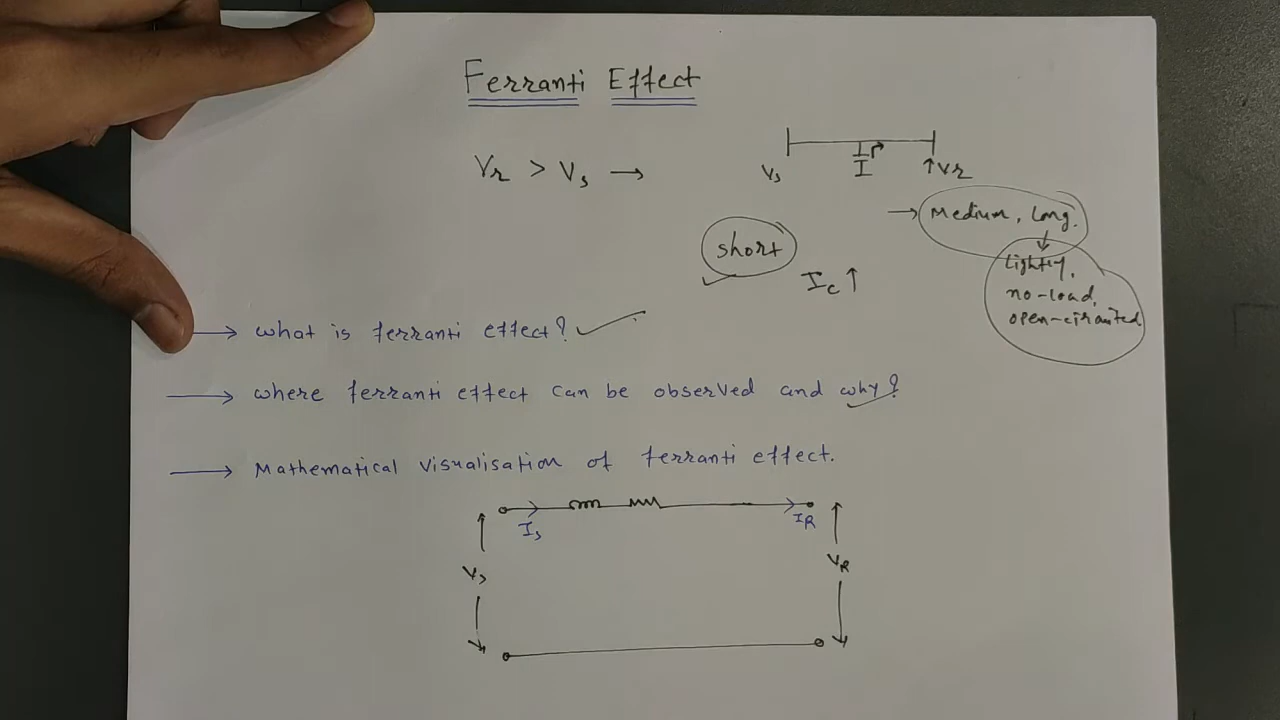 Ferranti Effect
Vr > Vs →
Vs
Vr
→ Medium, Long.
short
Ic ↑
Lightly,
no-load,
open-circuited
→ what is ferranti effect?
→ where ferranti effect can be observed and why?
→ Mathematical visualisation of ferranti effect.
Is
IR
Vs
VR